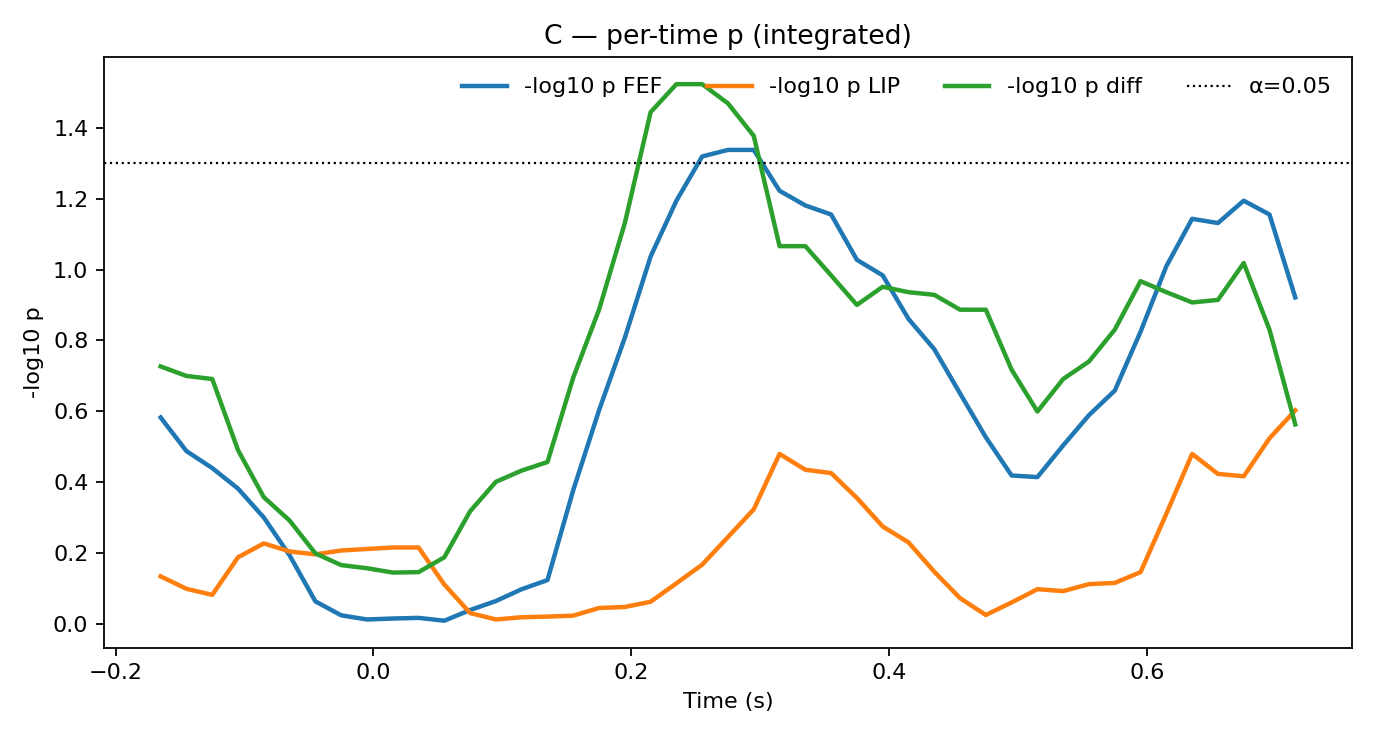 C — per-time p (integrated)
-log10 p FEF
-log10 p LIP
-log10 p diff
α=0.05
-log10 p
1.4
1.2
1.0
0.8
0.6
0.4
0.2
0.0
−0.2
0.0
0.2
0.4
0.6
Time (s)